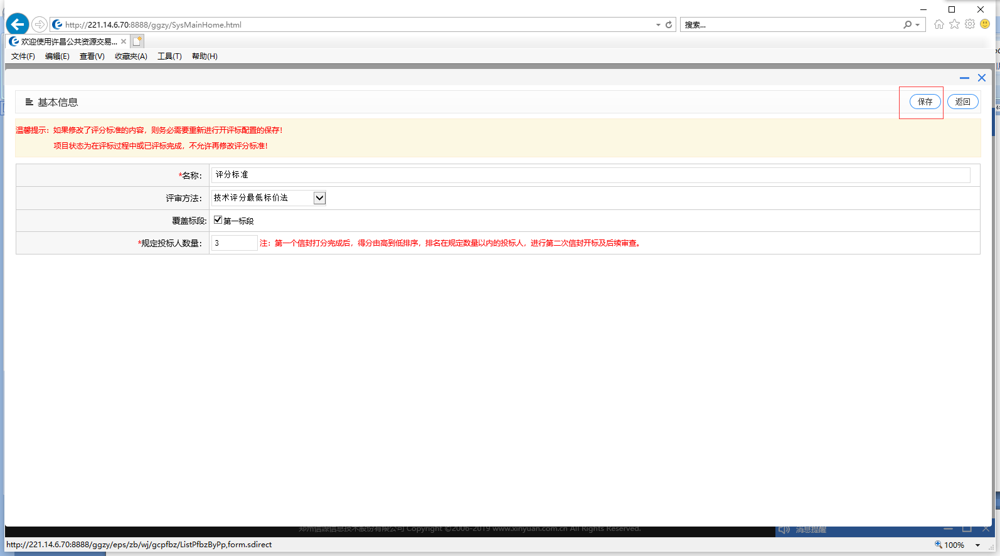 http://221.14.6.70:8888/ggzy/SysMainHome.html
搜索...
欢迎使用许昌公共资源交易...
文件(F) 编辑(E) 查看(V) 收藏夹(A) 工具(T) 帮助(H)
基本信息
保存 返回
温馨提示：如果修改了评分标准的内容，则务必需要重新进行开评标配置的保存！
项目状态为在评标过程中或已评标完成，不允许再修改评分标准！
*名称： 评分标准
评审方法： 技术评分最低标价法
覆盖标段: 第一标段
*规定投标人数量： 3 注：第一个信封打分完成后，得分由高到低排序，排名在规定数量以内的投标人，进行第二次信封开标及后续审查。
郑州信源信息技术股份有限公司 Copyright ©2006-2019 www.xinyuan.com.cn All Rights Reserved.
消息提醒
http://221.14.6.70:8888/ggzy/eps/zb/wj/gcpfbz/ListPfbzByPp,form.sdirect
100%